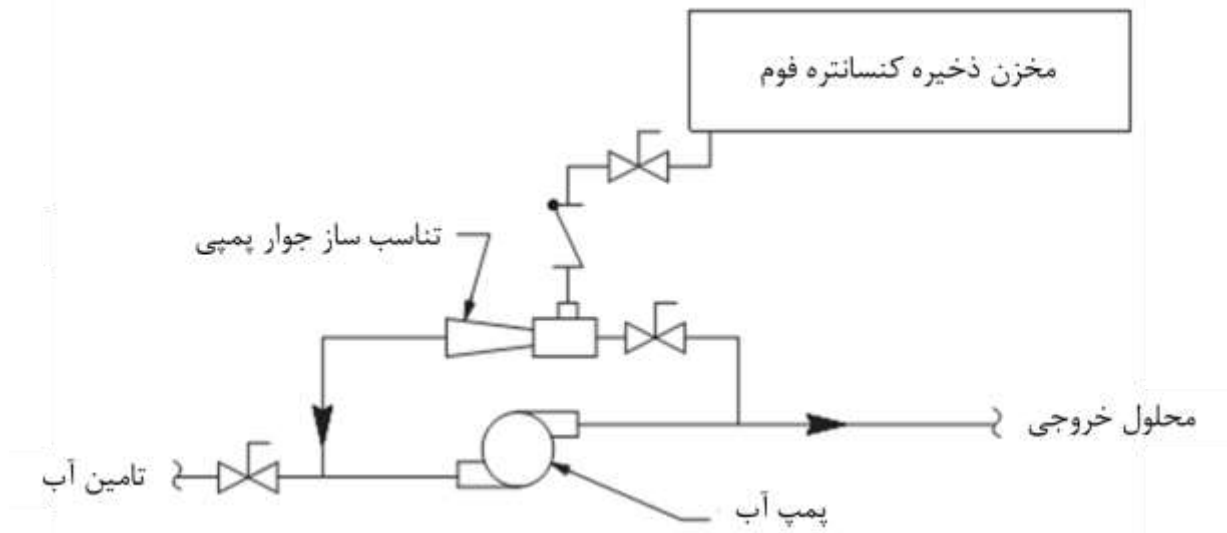 مخزن ذخیره کنسانتره فوم
تناسب ساز جوار پمپی
محلول خروجی
تامین آب
پمپ آب